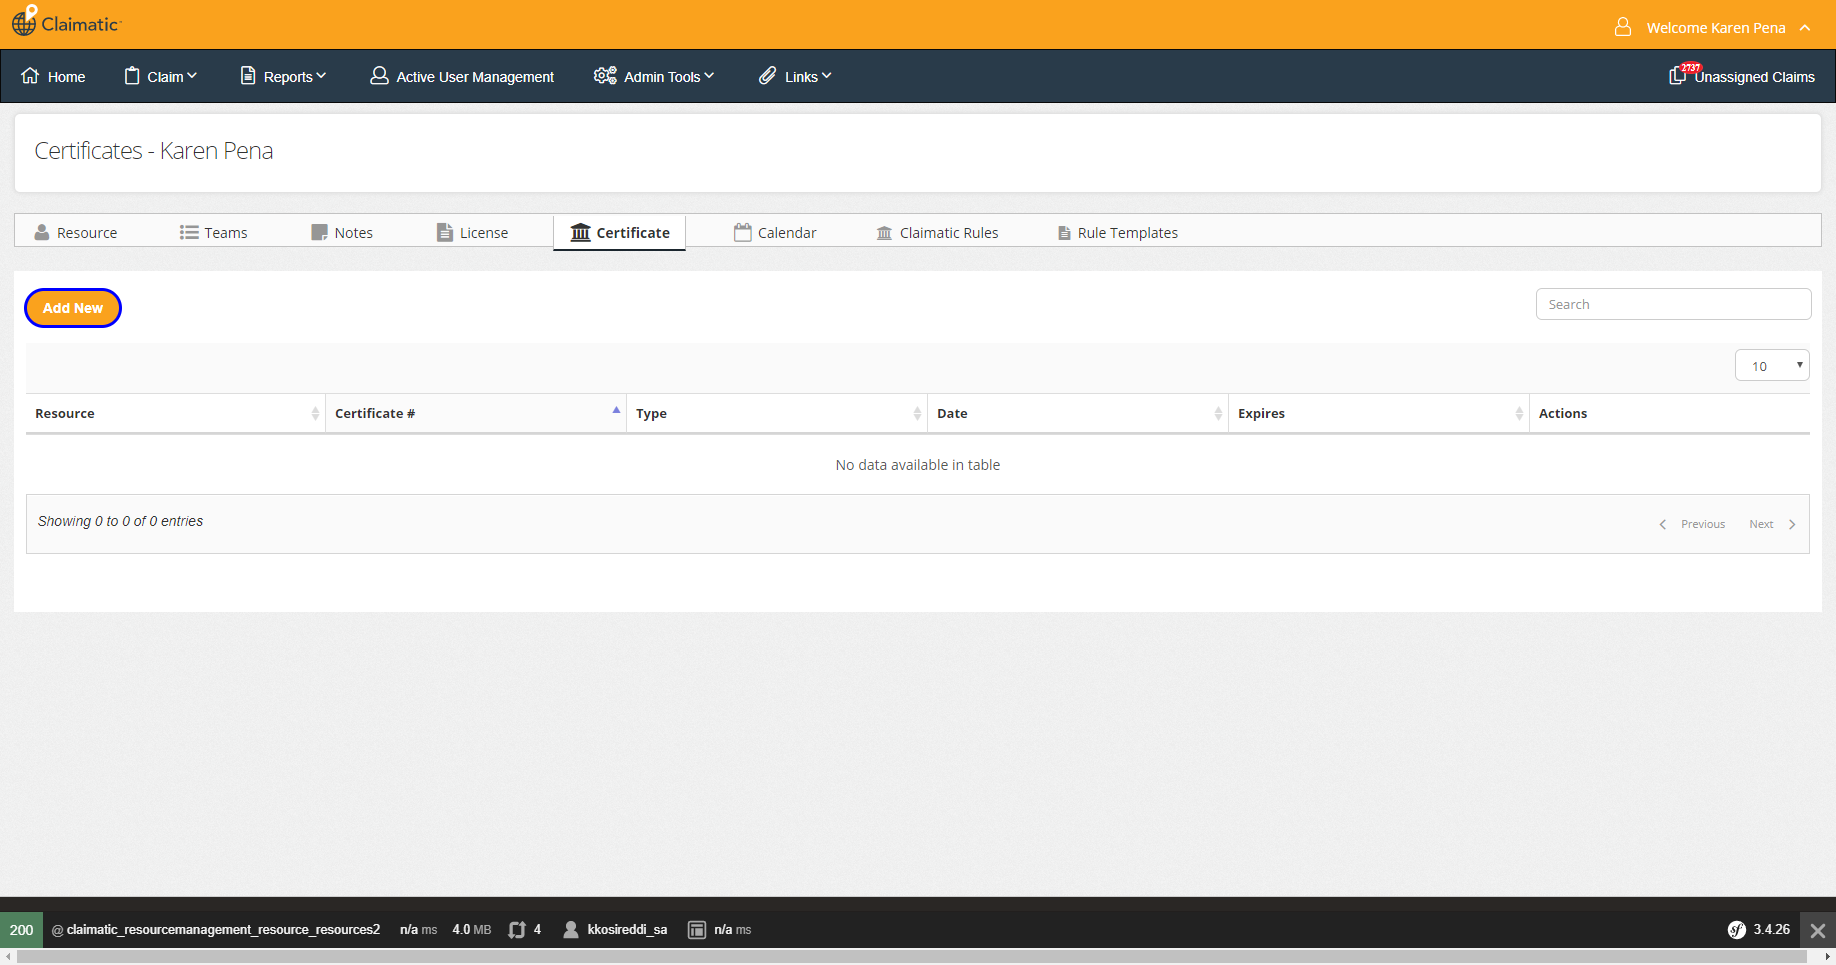 Claimatic
Welcome Karen Pena
Home
Claim
Reports
Active User Management
Admin Tools
Links
2737
Unassigned Claims
Certificates - Karen Pena
Resource
Teams
Notes
License
Certificate
Calendar
Claimatic Rules
Rule Templates
Add New
Search
10
Resource
Certificate #
Type
Date
Expires
Actions
No data available in table
Showing 0 to 0 of 0 entries
Previous
Next
200
@ claimatic_resourcemanagement_resource_resources2
n/a ms
4.0 MB
4
kkosireddi_sa
n/a ms
sf
3.4.26